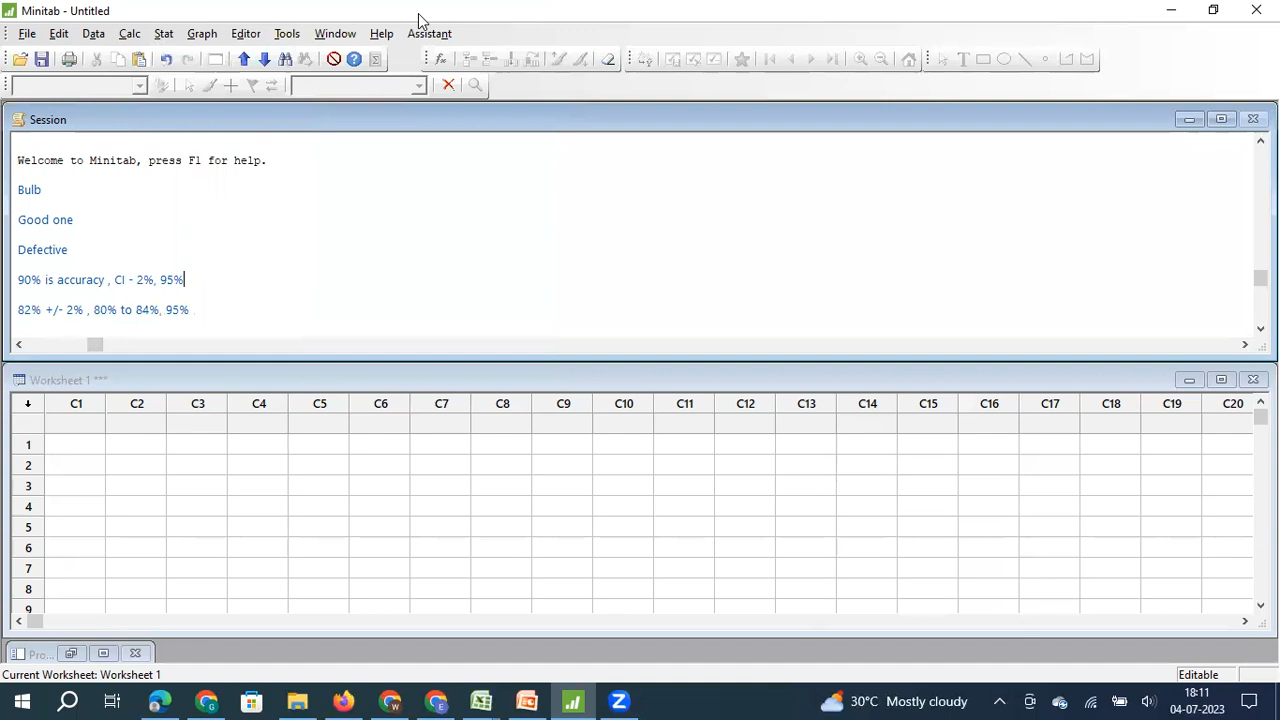 Minitab - Untitled
File Edit Data Calc Stat Graph Editor Tools Window Help Assistant
Session
Welcome to Minitab, press F1 for help.
Bulb
Good one
Defective
90% is accuracy , CI - 2%, 95%
82% +/- 2% , 80% to 84%, 95%
Worksheet 1 ***
C1 C2 C3 C4 C5 C6 C7 C8 C9 C10 C11 C12 C13 C14 C15 C16 C17 C18 C19 C20
1
2
3
4
5
6
7
8
9
Pro...
Current Worksheet: Worksheet 1
Editable
30°C Mostly cloudy
18:11
04-07-2023